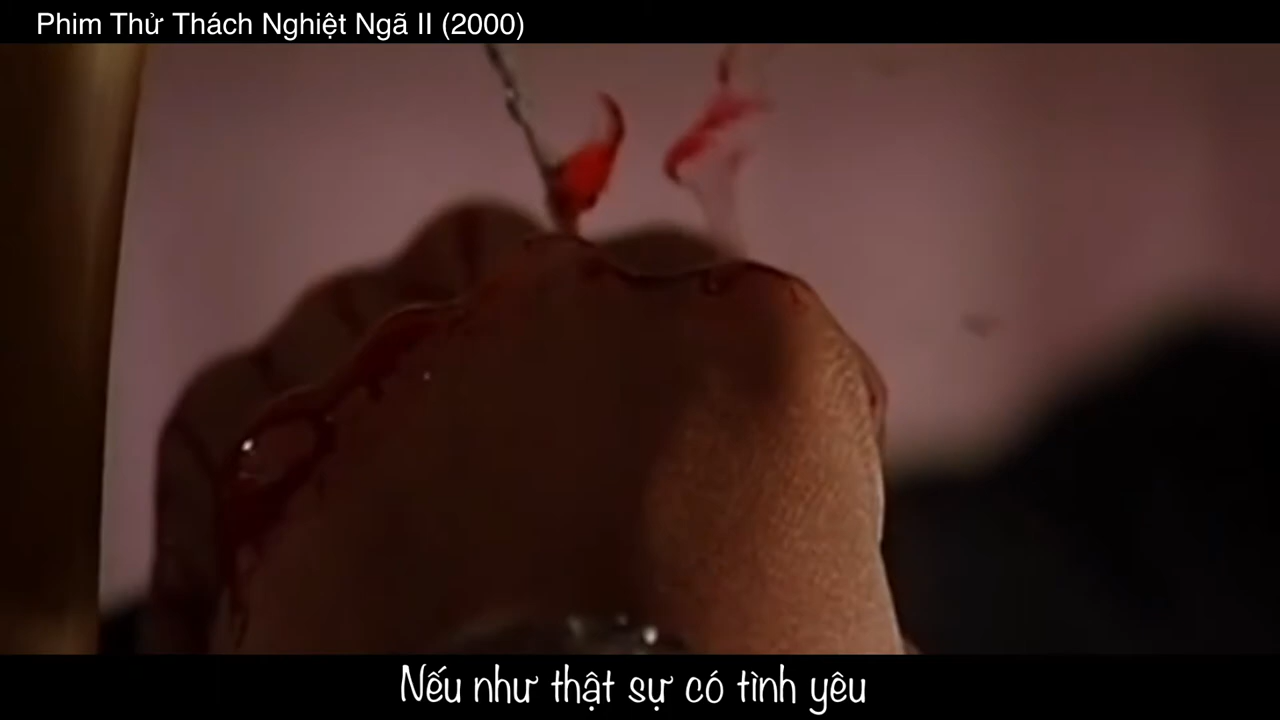 Phim Thử Thách Nghiệt Ngã II (2000)
Nếu như thật sự có tình yêu